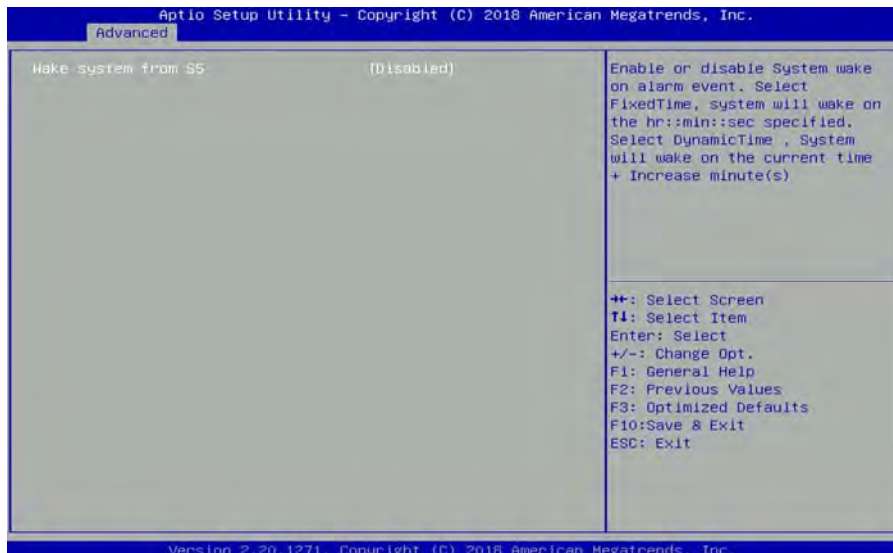 Aptio Setup Utility – Copyright (C) 2018 American Megatrends, Inc.
Advanced
Wake system from S5 [Disabled]
Enable or disable System wake
on alarm event. Select
FixedTime, system will wake on
the hr::min::sec specified.
Select DynamicTime , System
will wake on the current time
+ Increase minute(s)
→←: Select Screen
↑↓: Select Item
Enter: Select
+/-: Change Opt.
F1: General Help
F2: Previous Values
F3: Optimized Defaults
F10:Save & Exit
ESC: Exit
Version 2.20.1271. Copyright (C) 2018 American Megatrends, Inc.